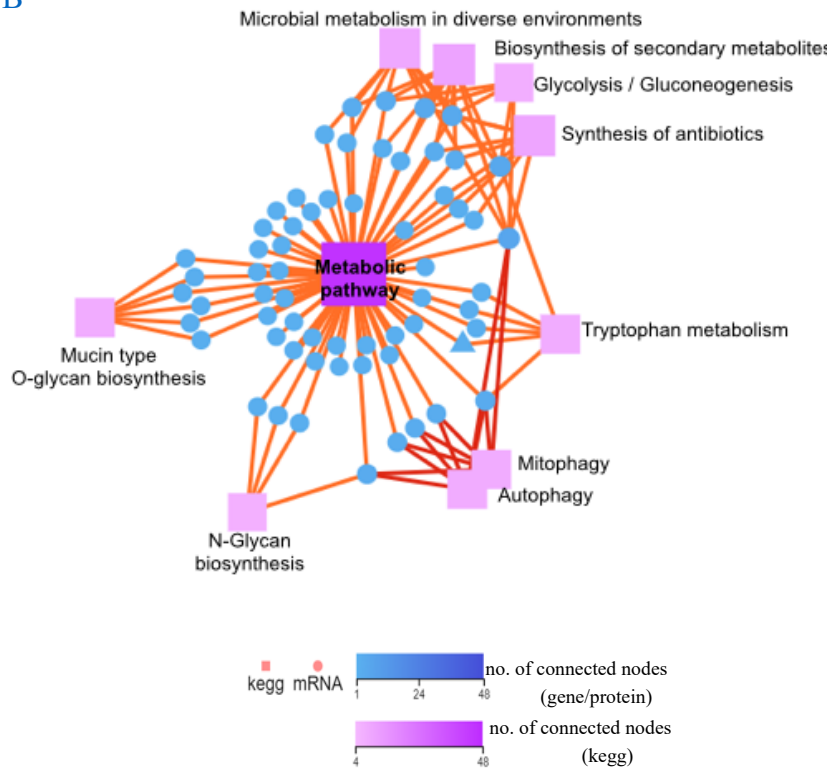 B
Microbial metabolism in diverse environments
Biosynthesis of secondary metabolites
Glycolysis / Gluconeogenesis
Synthesis of antibiotics
Metabolic
pathway
Tryptophan metabolism
Mucin type
O-glycan biosynthesis
Mitophagy
Autophagy
N-Glycan
biosynthesis
kegg mRNA
1 24 48
no. of connected nodes
(gene/protein)
4 48
no. of connected nodes
(kegg)